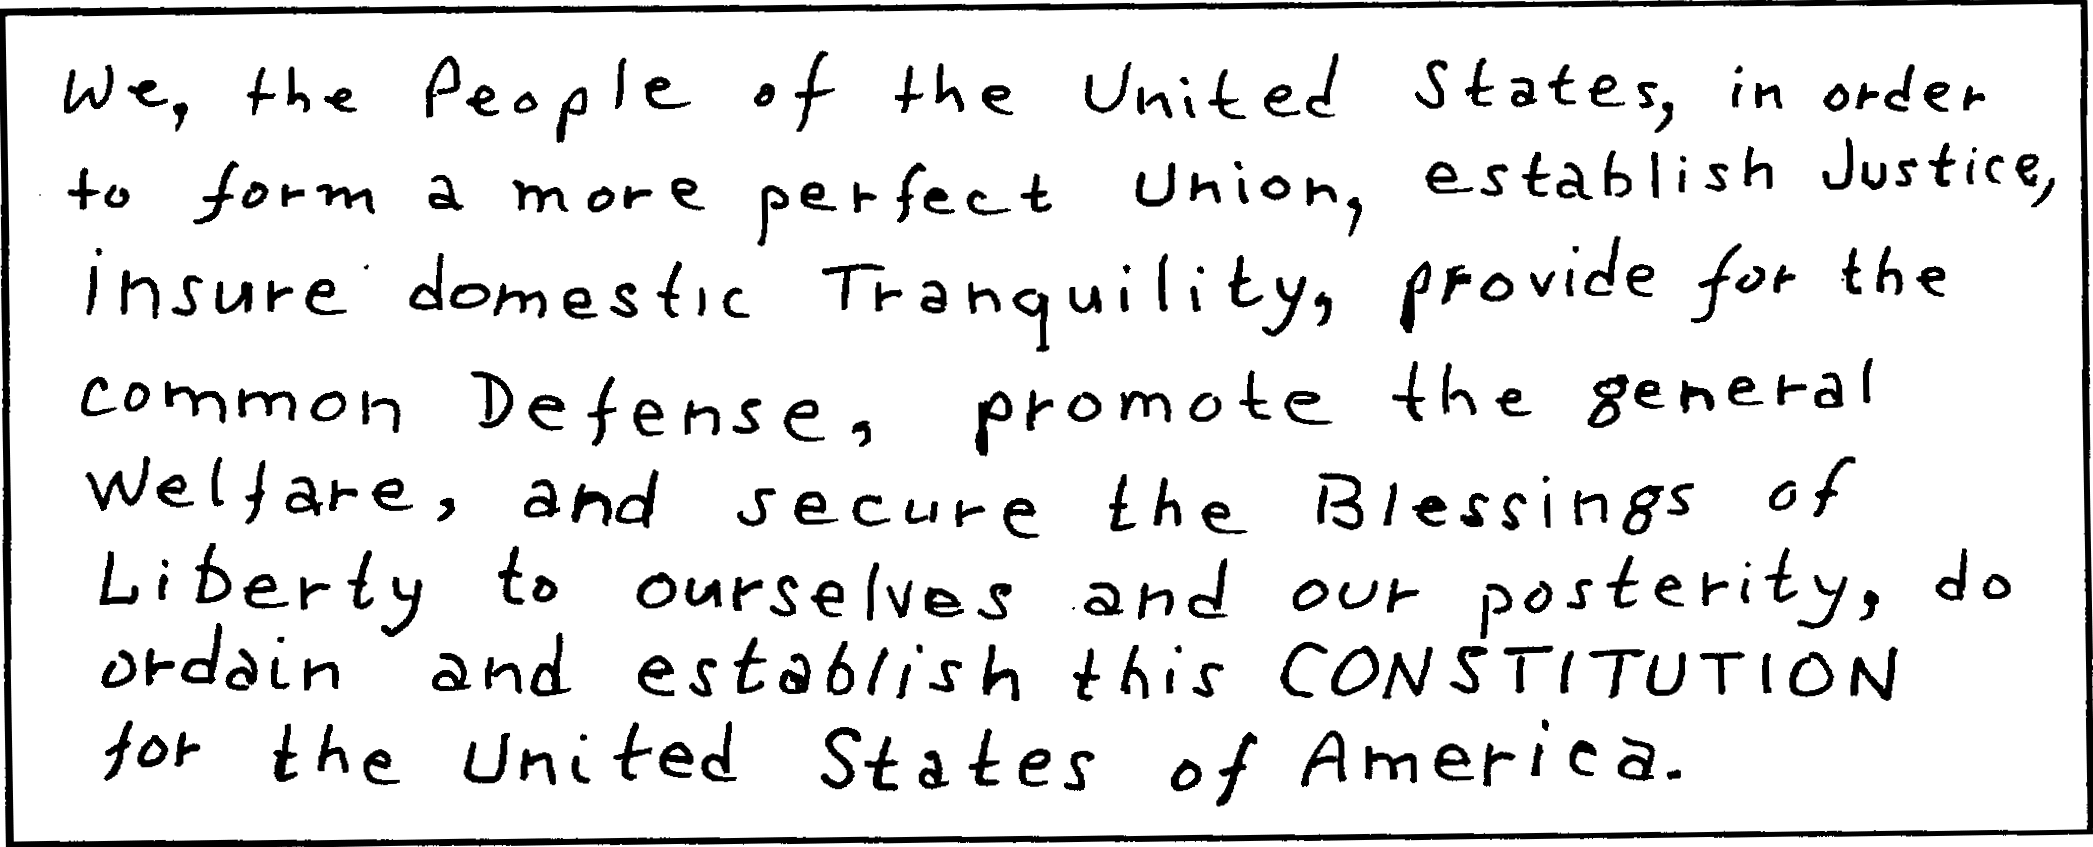 We, the People of the United States, in order
to form a more perfect Union, establish Justice,
insure domestic Tranquility, provide for the
common Defense, promote the general
Welfare, and secure the Blessings of
Liberty to ourselves and our posterity, do
ordain and establish this CONSTITUTION
for the United States of America.